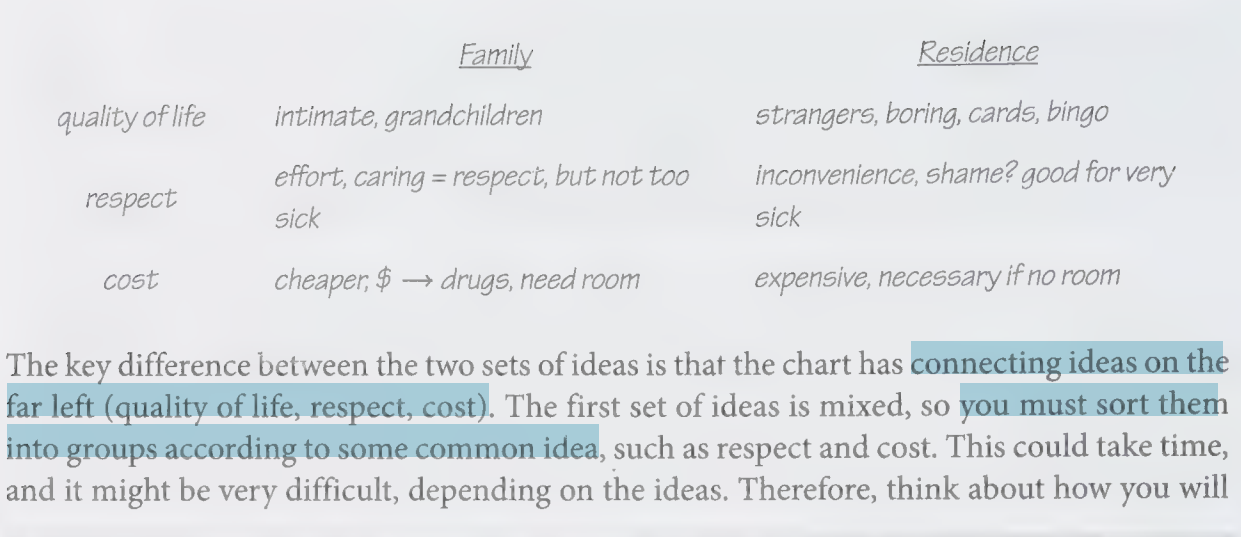 Family Residence
quality of life intimate, grandchildren strangers, boring, cards, bingo
respect effort, caring = respect, but not too sick inconvenience, shame? good for very sick
cost cheaper, $ → drugs, need room expensive, necessary if no room
The key difference between the two sets of ideas is that the chart has connecting ideas on the
far left (quality of life, respect, cost). The first set of ideas is mixed, so you must sort them
into groups according to some common idea, such as respect and cost. This could take time,
and it might be very difficult, depending on the ideas. Therefore, think about how you will